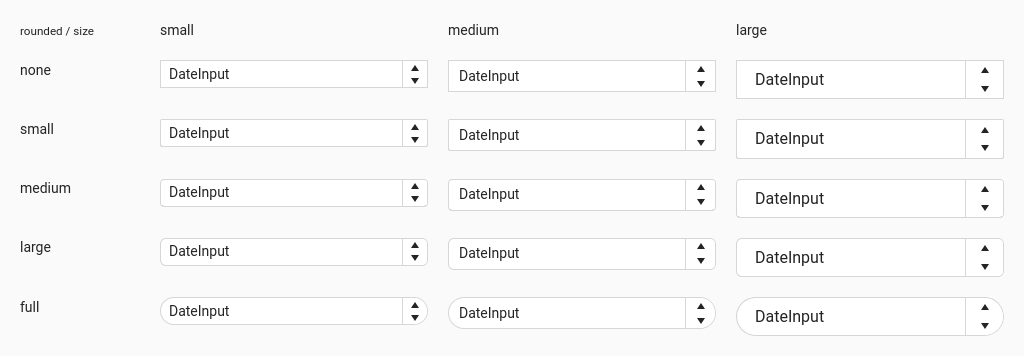 rounded / size small medium large
none DateInput DateInput DateInput
small DateInput DateInput DateInput
medium DateInput DateInput DateInput
large DateInput DateInput DateInput
full DateInput DateInput DateInput